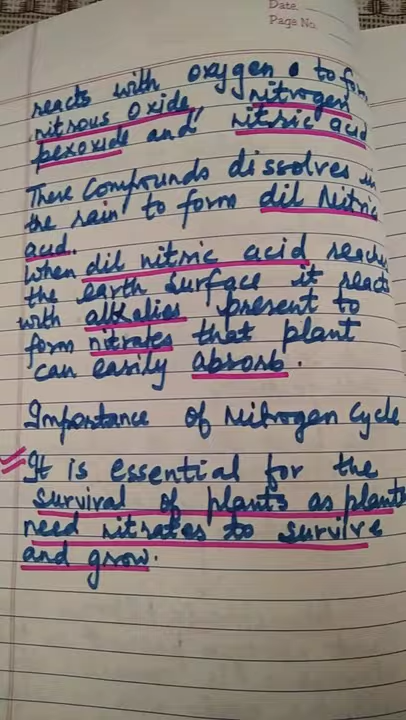 Date
Page No.
reacts with oxygen to form
nitrous oxide, nitrogen
peroxide and nitric acid
These Compounds dissolves in
the rain to form dil Nitric
acid.
when dil nitric acid reaches
the earth surface it reacts
with alkalies present to
form nitrates that plant
can easily absorb.
Importance of Nitrogen Cycle
It is essential for the
survival of plants as plants
need nitrates to survive
and grow.